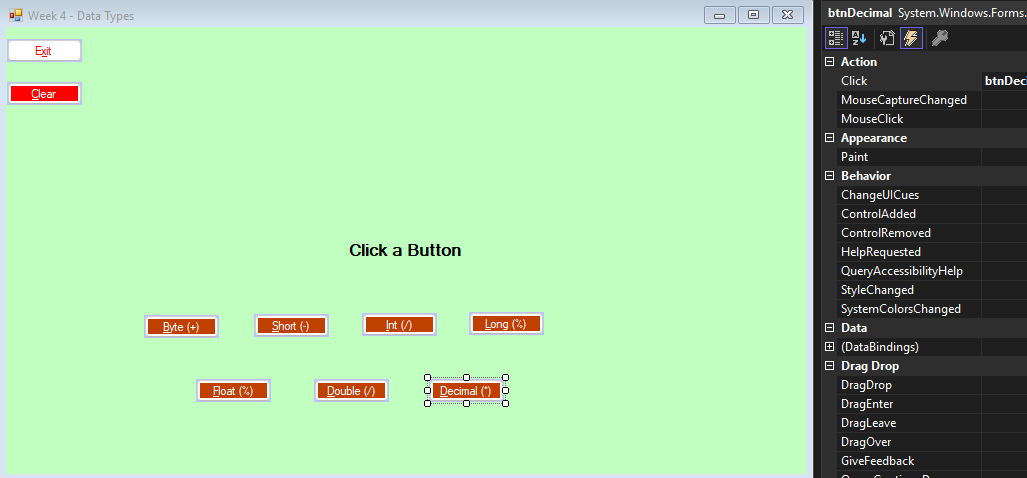 Week 4 - Data Types
Exit
Clear
Click a Button
Byte (+)
Short (-)
Int (/)
Long (%)
Float (%)
Double (/)
Decimal (*)
btnDecimal System.Windows.Forms.
Action
Click btnDeci
MouseCaptureChanged
MouseClick
Appearance
Paint
Behavior
ChangeUICues
ControlAdded
ControlRemoved
HelpRequested
QueryAccessibilityHelp
StyleChanged
SystemColorsChanged
Data
(DataBindings)
Drag Drop
DragDrop
DragEnter
DragLeave
DragOver
GiveFeedback